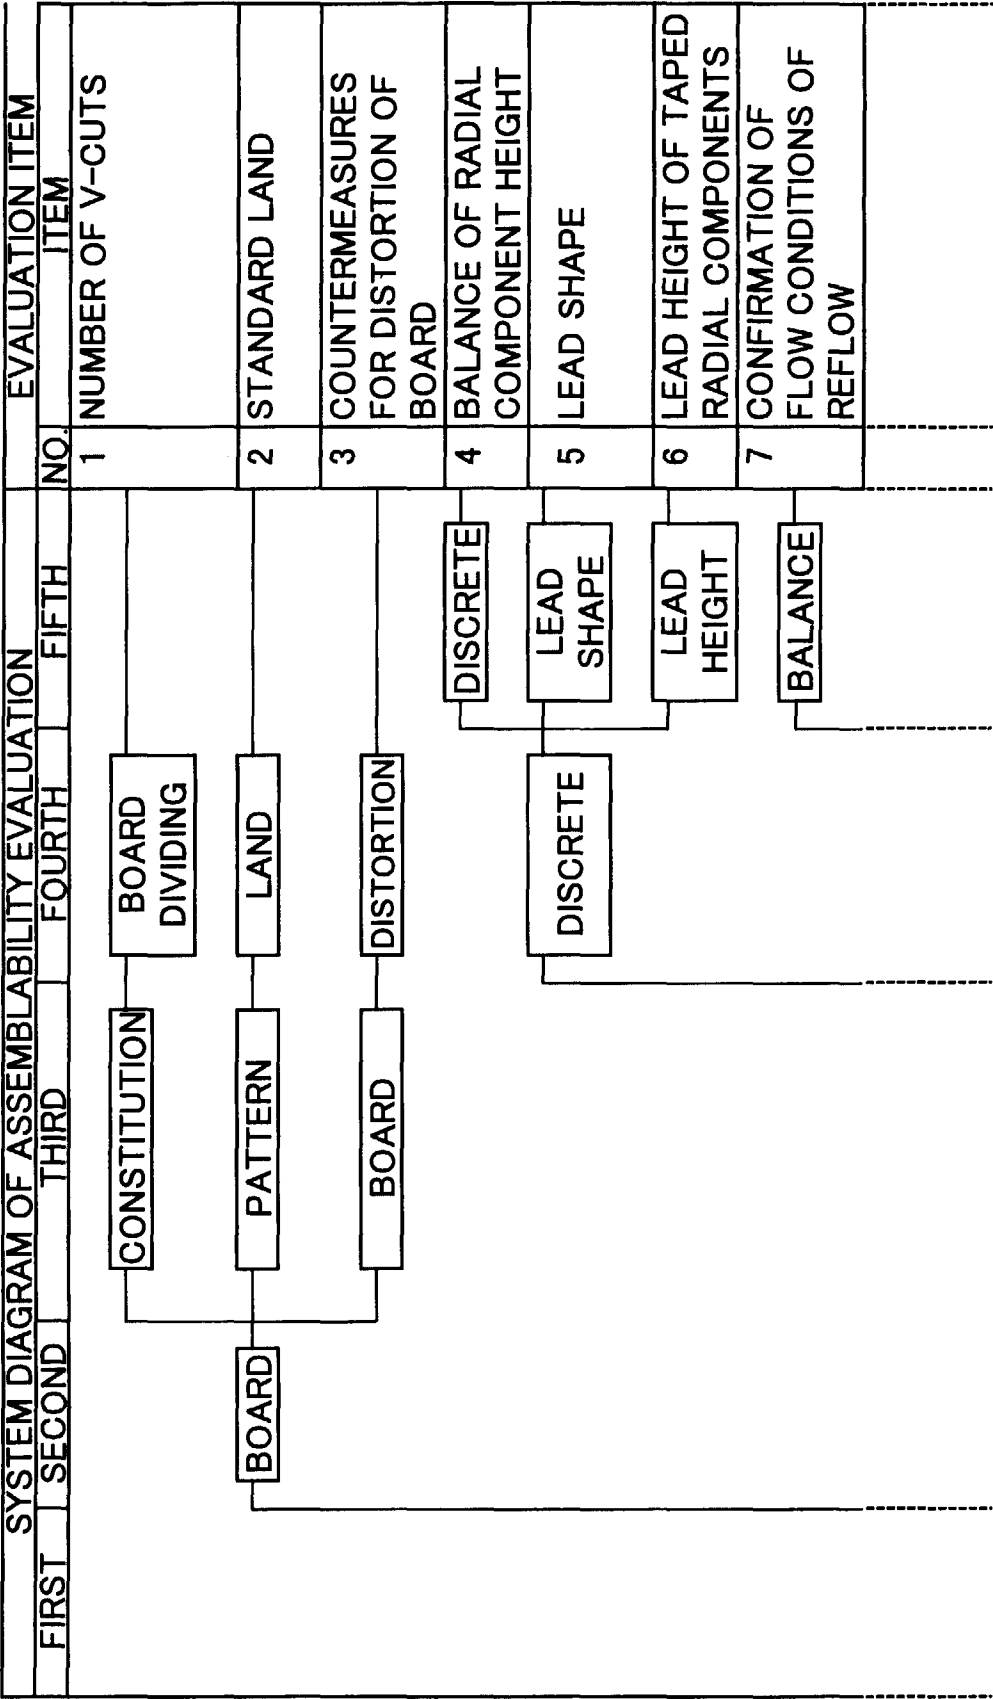 SYSTEM DIAGRAM OF ASSEMBLABILITY EVALUATION
EVALUATION ITEM
FIRST
SECOND
THIRD
FOURTH
FIFTH
NO.
ITEM
CONSTITUTION
BOARD
DIVIDING
1
NUMBER OF V-CUTS
BOARD
PATTERN
LAND
2
STANDARD LAND
BOARD
DISTORTION
3
COUNTERMEASURES
FOR DISTORTION OF
BOARD
DISCRETE
4
BALANCE OF RADIAL
COMPONENT HEIGHT
DISCRETE
LEAD
SHAPE
5
LEAD SHAPE
LEAD
HEIGHT
6
LEAD HEIGHT OF TAPED
RADIAL COMPONENTS
BALANCE
7
CONFIRMATION OF
FLOW CONDITIONS OF
REFLOW